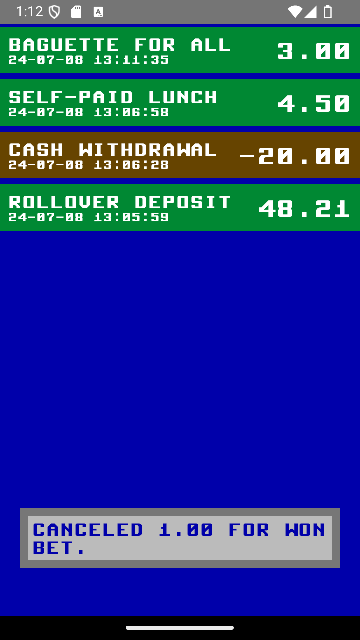 1:12
BAGUETTE FOR ALL 3.00
24-07-08 13:11:35
SELF-PAID LUNCH 4.50
24-07-08 13:06:58
CASH WITHDRAWAL -20.00
24-07-08 13:06:28
ROLLOVER DEPOSIT 48.21
24-07-08 13:05:59
CANCELED 1.00 FOR WON
BET.